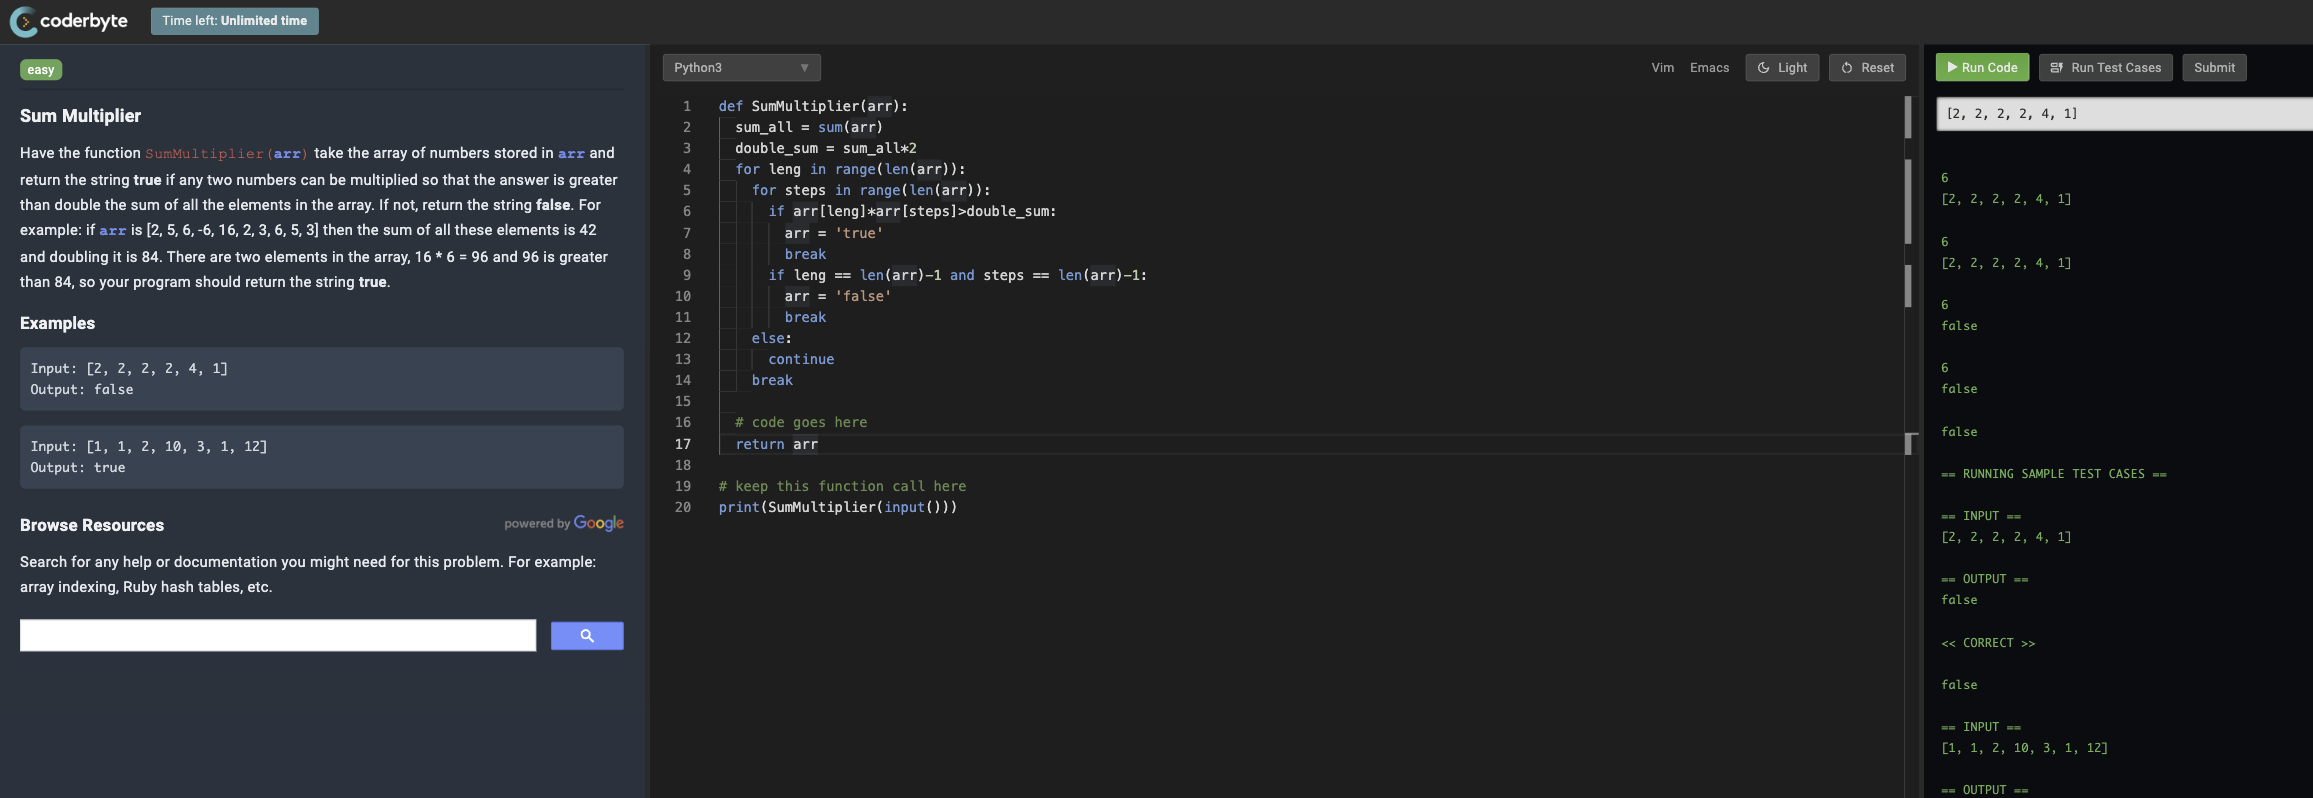 coderbyte
Time left: Unlimited time
easy
Sum Multiplier
Have the function SumMultiplier(arr) take the array of numbers stored in arr and
return the string true if any two numbers can be multiplied so that the answer is greater
than double the sum of all the elements in the array. If not, return the string false. For
example: if arr is [2, 5, 6, -6, 16, 2, 3, 6, 5, 3] then the sum of all these elements is 42
and doubling it is 84. There are two elements in the array, 16 * 6 = 96 and 96 is greater
than 84, so your program should return the string true.
Examples
Input: [2, 2, 2, 2, 4, 1]
Output: false
Input: [1, 1, 2, 10, 3, 1, 12]
Output: true
Browse Resources
powered by Google
Search for any help or documentation you might need for this problem. For example:
array indexing, Ruby hash tables, etc.
Python3
Vim Emacs Light Reset
1 def SumMultiplier(arr):
2   sum_all = sum(arr)
3   double_sum = sum_all*2
4   for leng in range(len(arr)):
5     for steps in range(len(arr)):
6       if arr[leng]*arr[steps]>double_sum:
7         arr = 'true'
8         break
9       if leng == len(arr)-1 and steps == len(arr)-1:
10         arr = 'false'
11         break
12     else:
13       continue
14     break
15
16   # code goes here
17   return arr
18
19 # keep this function call here
20 print(SumMultiplier(input()))
Run Code Run Test Cases Submit
[2, 2, 2, 2, 4, 1]
6
[2, 2, 2, 2, 4, 1]
6
[2, 2, 2, 2, 4, 1]
6
false
6
false
false
== RUNNING SAMPLE TEST CASES ==
== INPUT ==
[2, 2, 2, 2, 4, 1]
== OUTPUT ==
false
<< CORRECT >>
false
== INPUT ==
[1, 1, 2, 10, 3, 1, 12]
== OUTPUT ==